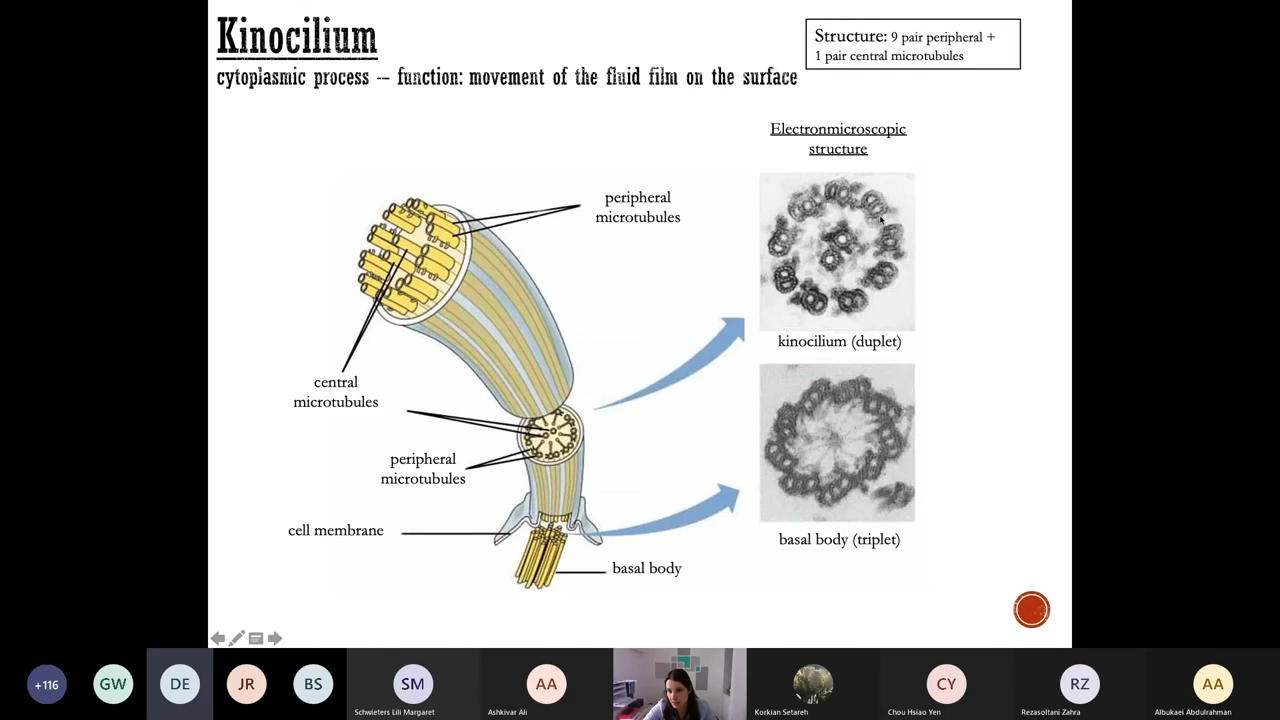 Kinocilium
cytoplasmic process – function: movement of the fluid film on the surface
Structure: 9 pair peripheral +
1 pair central microtubules
Electronmicroscopic
structure
peripheral
microtubules
kinocilium (duplet)
central
microtubules
peripheral
microtubules
cell membrane
basal body (triplet)
basal body
+116
GW
DE
JR
BS
SM
AA
CY
RZ
AA
Schwieters Lili Margaret
Ashkivar Ali
Korkian Setareh
Chou Hsiao Yen
Rezasoltani Zahra
Albukaei Abdulrahman